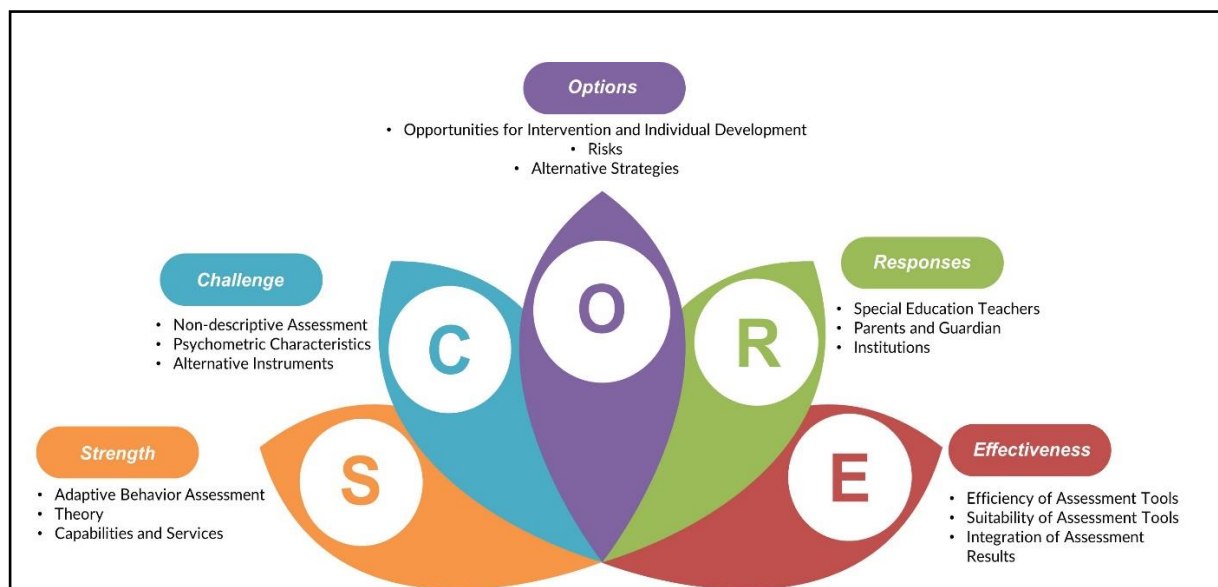 Options
• Opportunities for Intervention and Individual Development
• Risks
• Alternative Strategies
Challenge
• Non-descriptive Assessment
• Psychometric Characteristics
• Alternative Instruments
Responses
• Special Education Teachers
• Parents and Guardian
• Institutions
Strength
• Adaptive Behavior Assessment
• Theory
• Capabilities and Services
Effectiveness
• Efficiency of Assessment Tools
• Suitability of Assessment Tools
• Integration of Assessment
Results
S
C
O
R
E